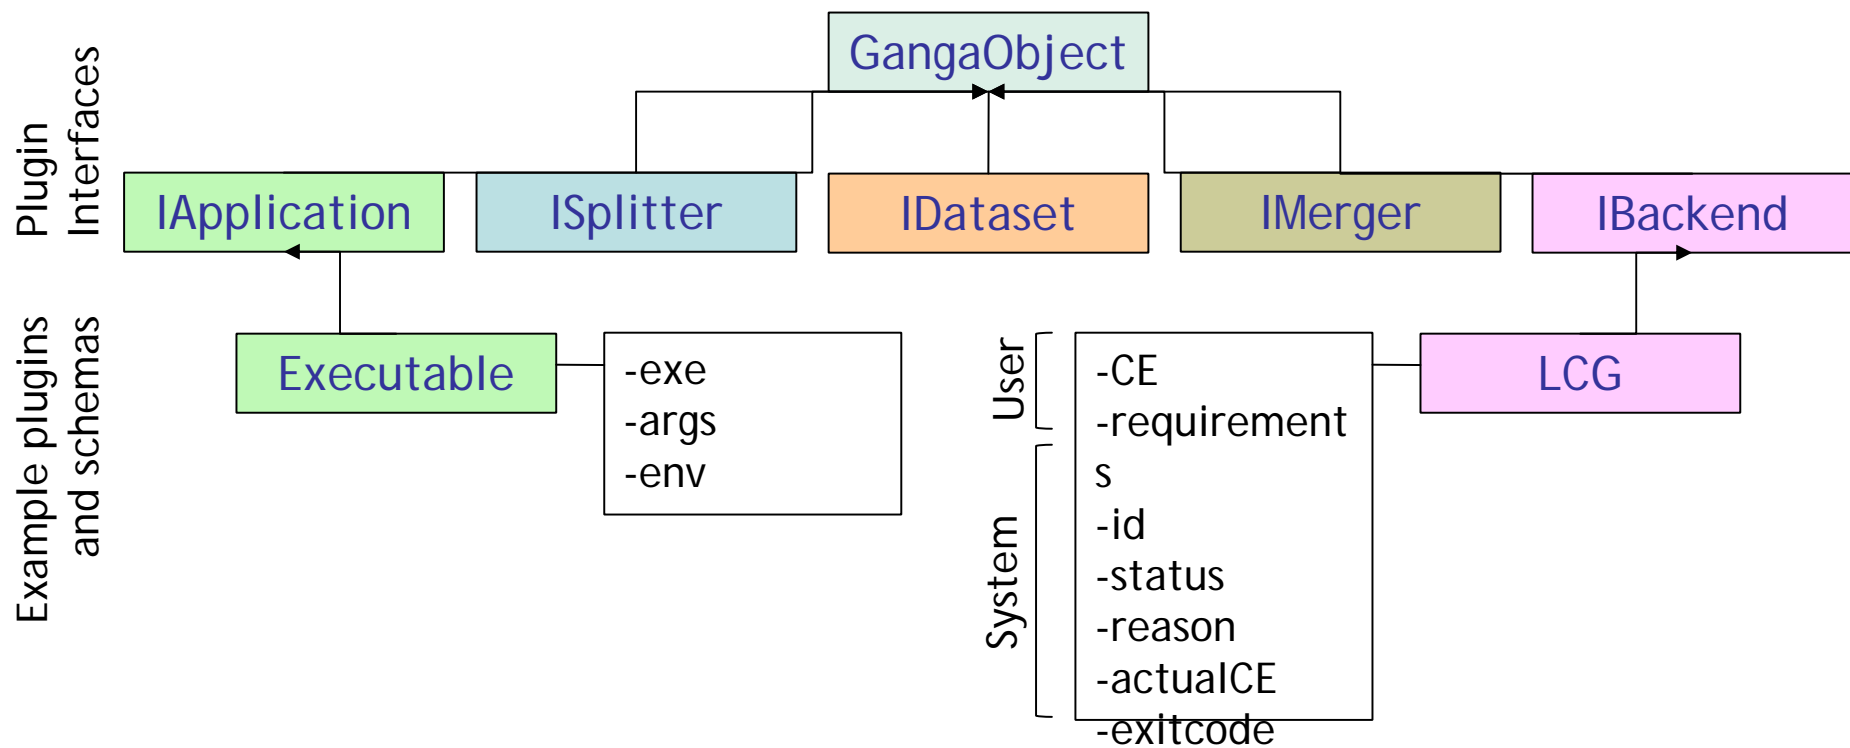 GangaObject
Plugin
Interfaces
IApplication
ISplitter
IDataset
IMerger
IBackend
Example plugins
and schemas
Executable
-exe
-args
-env
User
System
-CE
-requirement
s
-id
-status
-reason
-actualCE
-exitcode
LCG